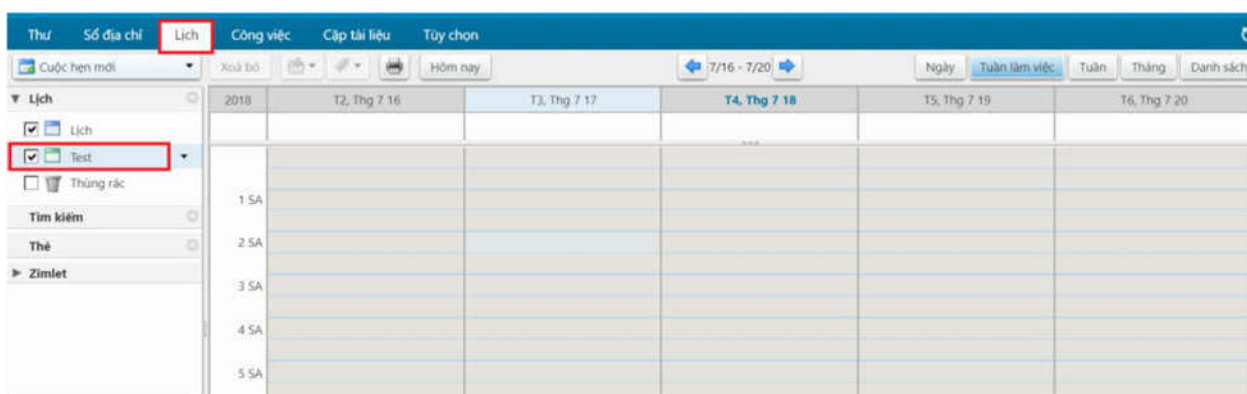 Thư Sổ địa chỉ Lịch Công việc Cặp tài liệu Tùy chọn
Cuộc hẹn mới Xoá bỏ Hôm nay 7/16 - 7/20 Ngày Tuần làm việc Tuần Tháng Danh sách
Lịch 2018 T2, Thg 7 16 T3, Thg 7 17 T4, Thg 7 18 T5, Thg 7 19 T6, Thg 7 20
Lịch
Test
Thùng rác
1 SA
Tìm kiếm
Thẻ 2 SA
Zimlet
3 SA
4 SA
5 SA